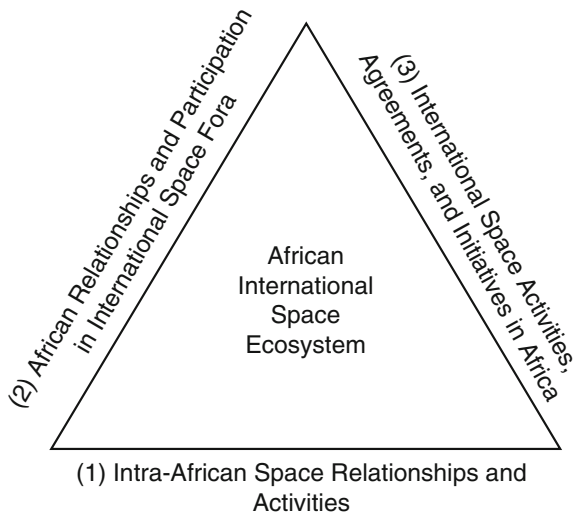 (2) African Relationships and Participation
in International Space Fora
(3) International Space Activities,
Agreements, and Initiatives in Africa
African
International
Space
Ecosystem
(1) Intra-African Space Relationships and
Activities